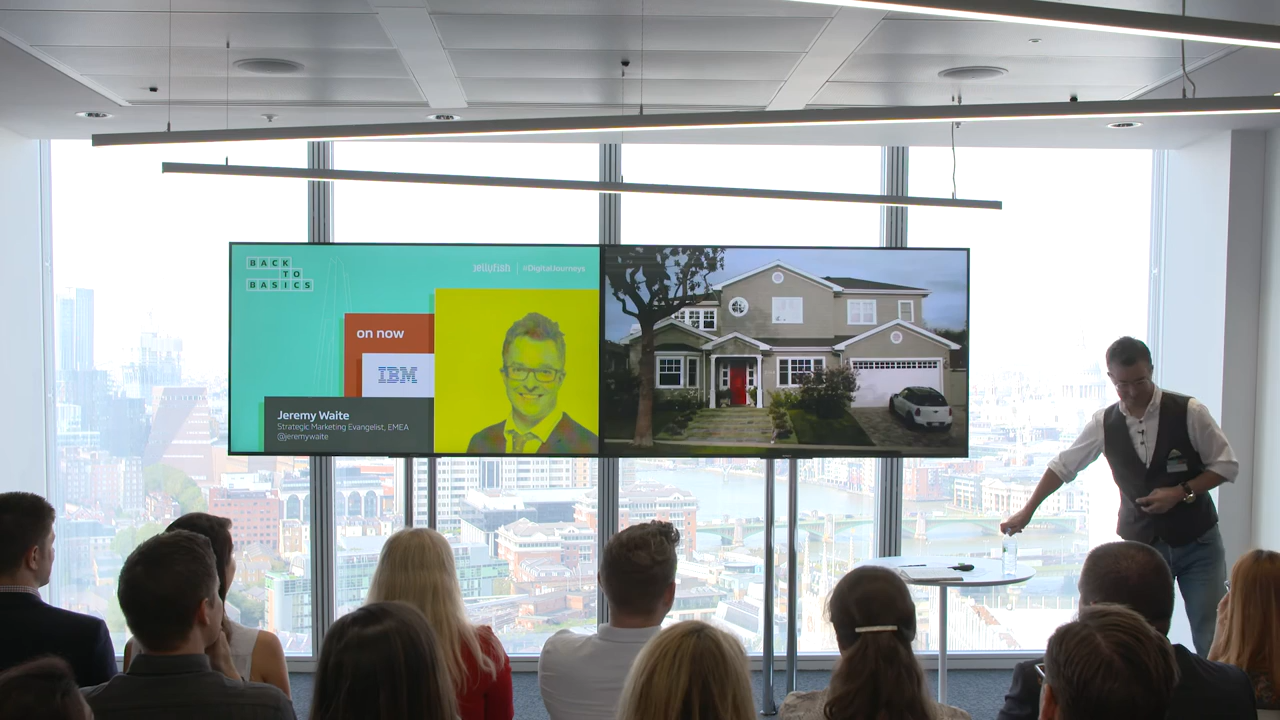 BACK
TO
BASICS
Jellyfish | #DigitalJourneys
on now
IBM
Jeremy Waite
Strategic Marketing Evangelist, EMEA
@jeremywaite